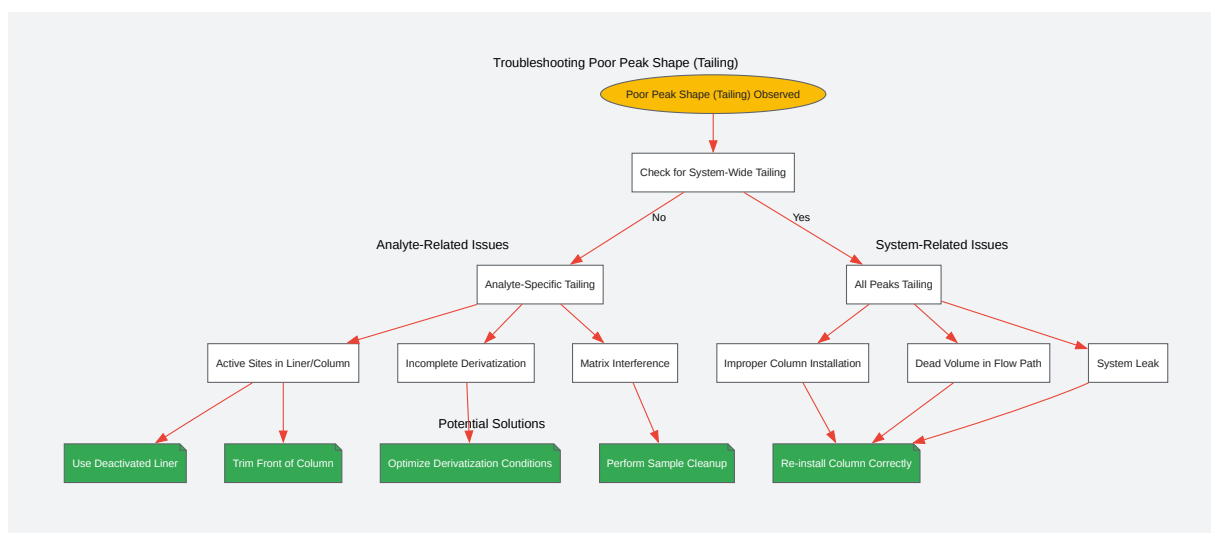 Troubleshooting Poor Peak Shape (Tailing)
Poor Peak Shape (Tailing) Observed
Check for System-Wide Tailing
No
Yes
Analyte-Related Issues
System-Related Issues
Analyte-Specific Tailing
All Peaks Tailing
Active Sites in Liner/Column
Incomplete Derivatization
Matrix Interference
Improper Column Installation
Dead Volume in Flow Path
System Leak
Potential Solutions
Use Deactivated Liner
Trim Front of Column
Optimize Derivatization Conditions
Perform Sample Cleanup
Re-install Column Correctly